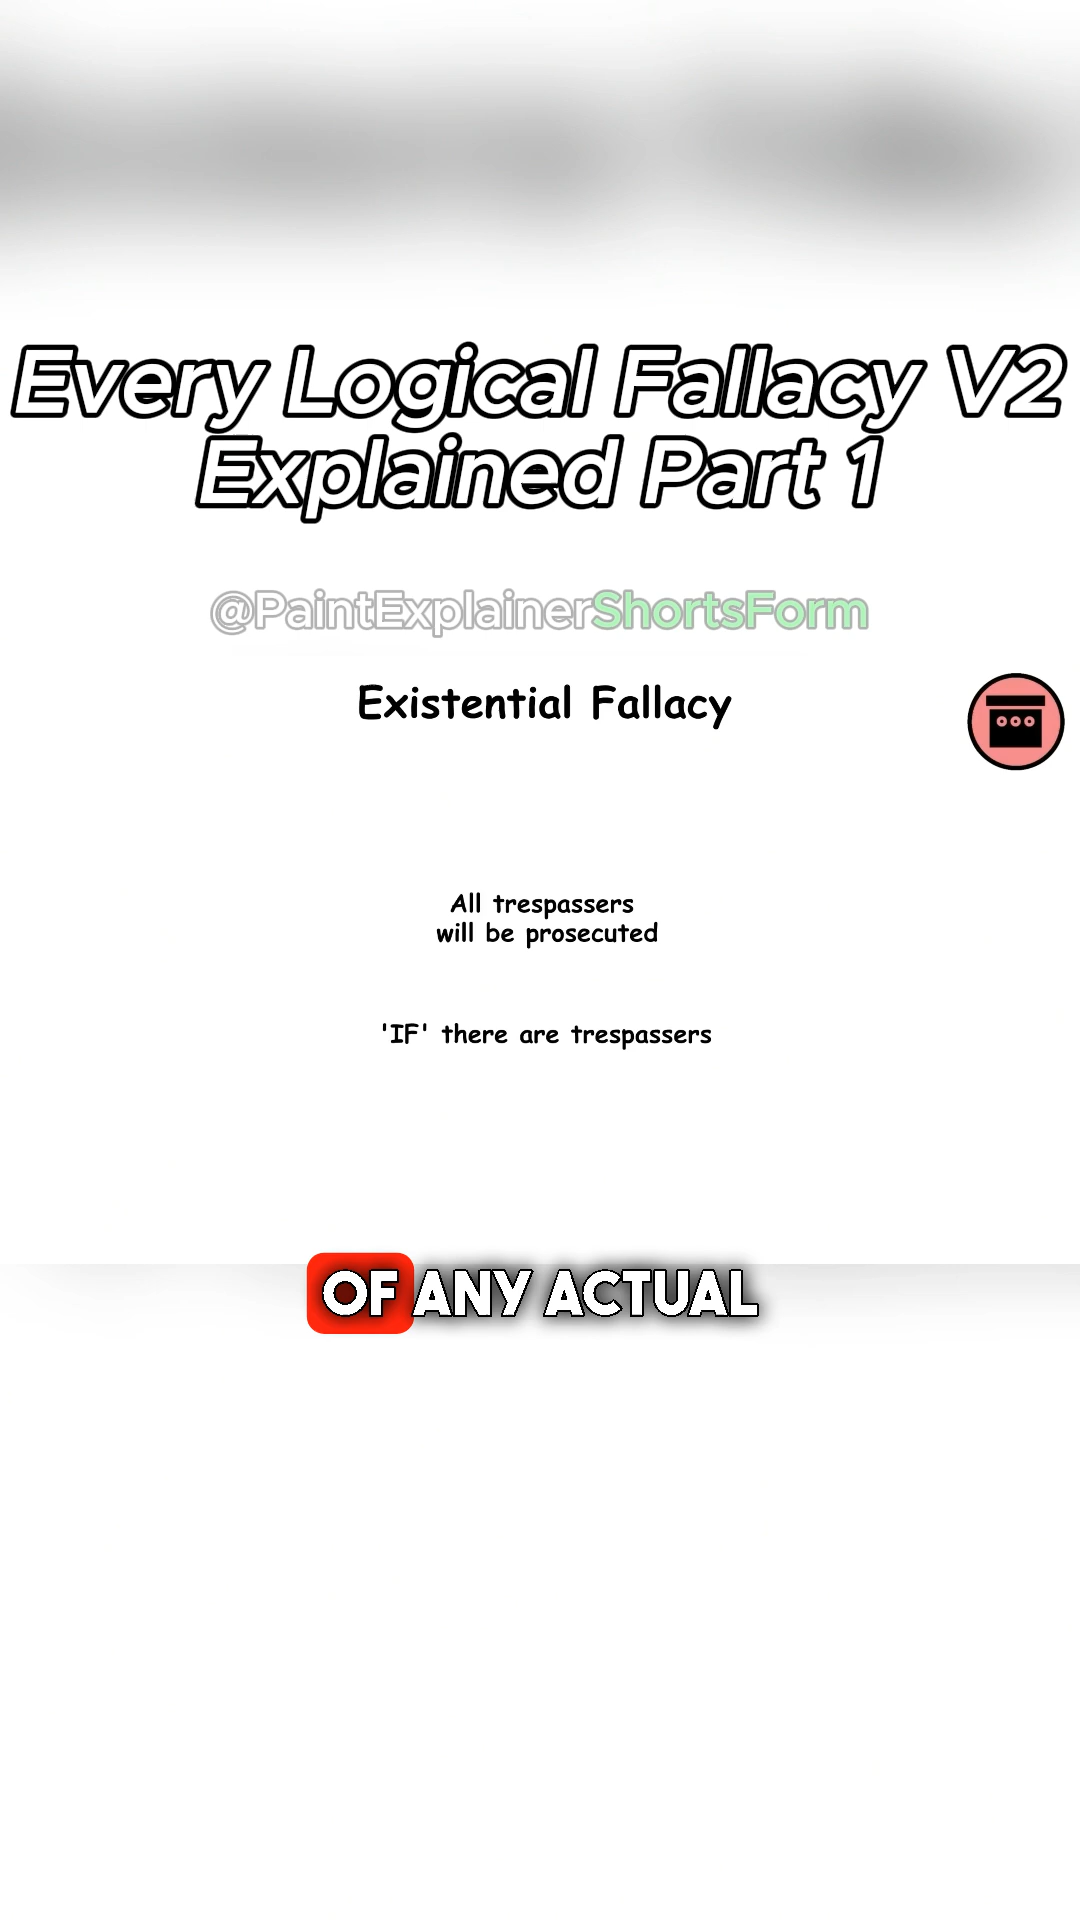 Every Logical Fallacy V2
Explained Part 1
@PaintExplainerShortsForm
Existential Fallacy
All trespassers
will be prosecuted
'IF' there are trespassers
OF ANY ACTUAL